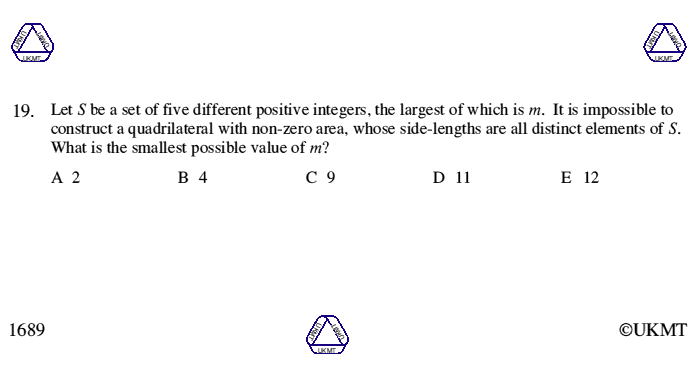 UKMT UKMT UKMT
UKMT UKMT UKMT
19. Let S be a set of five different positive integers, the largest of which is m. It is impossible to
construct a quadrilateral with non-zero area, whose side-lengths are all distinct elements of S.
What is the smallest possible value of m?
A 2 B 4 C 9 D 11 E 12
1689
UKMT UKMT UKMT
©UKMT